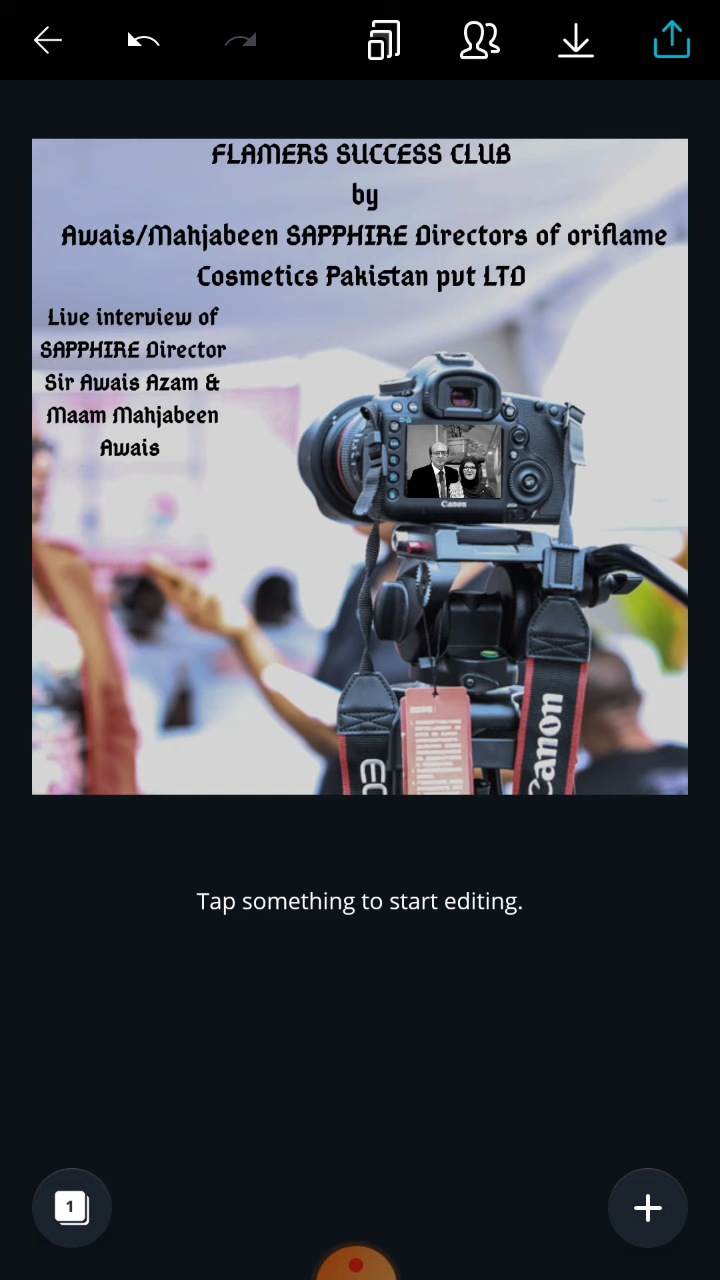 FLAMERS SUCCESS CLUB
by
Awais/Mahjabeen SAPPHIRE Directors of oriflame
Cosmetics Pakistan pvt LTD
Live interview of
SAPPHIRE Director
Sir Awais Azam &
Maam Mahjabeen
Awais
Canon
Canon
Tap something to start editing.
1